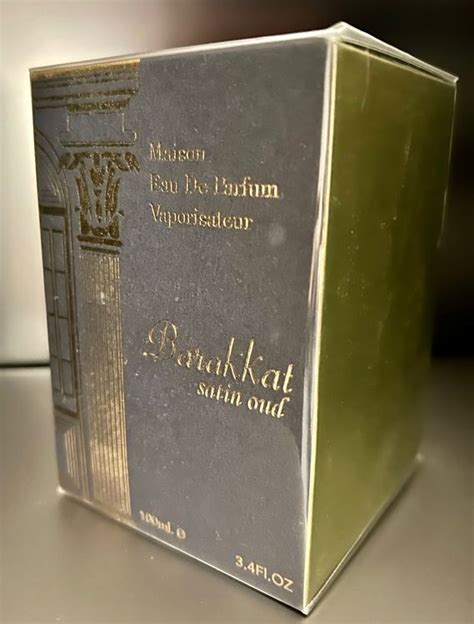 Maison
Eau De Parfum
Vaporisateur
Barakkat
satin oud
100ml. e
3.4Fl.OZ